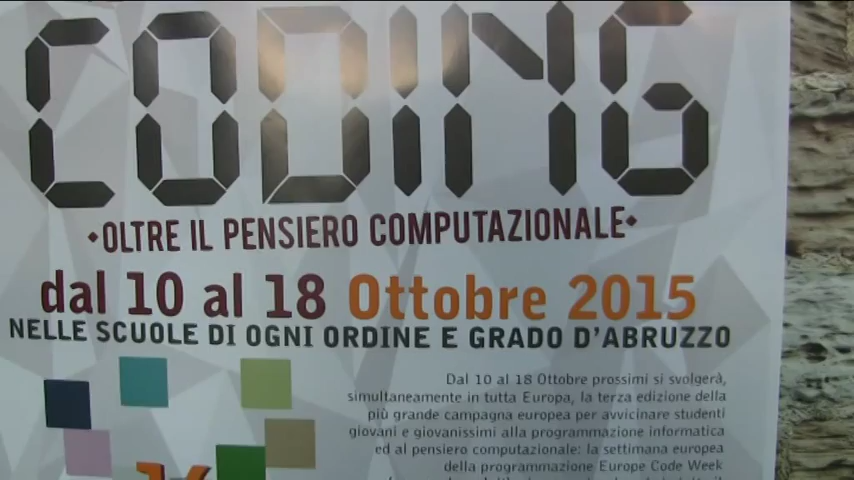 CODING
•OLTRE IL PENSIERO COMPUTAZIONALE•
dal 10 al 18 Ottobre 2015
NELLE SCUOLE DI OGNI ORDINE E GRADO D'ABRUZZO
Dal 10 al 18 Ottobre prossimi si svolgerà,
simultaneamente in tutta Europa, la terza edizione della
più grande campagna europea per avvicinare studenti
giovani e giovanissimi alla programmazione informatica
ed al pensiero computazionale: la settimana europea
della programmazione Europe Code Week